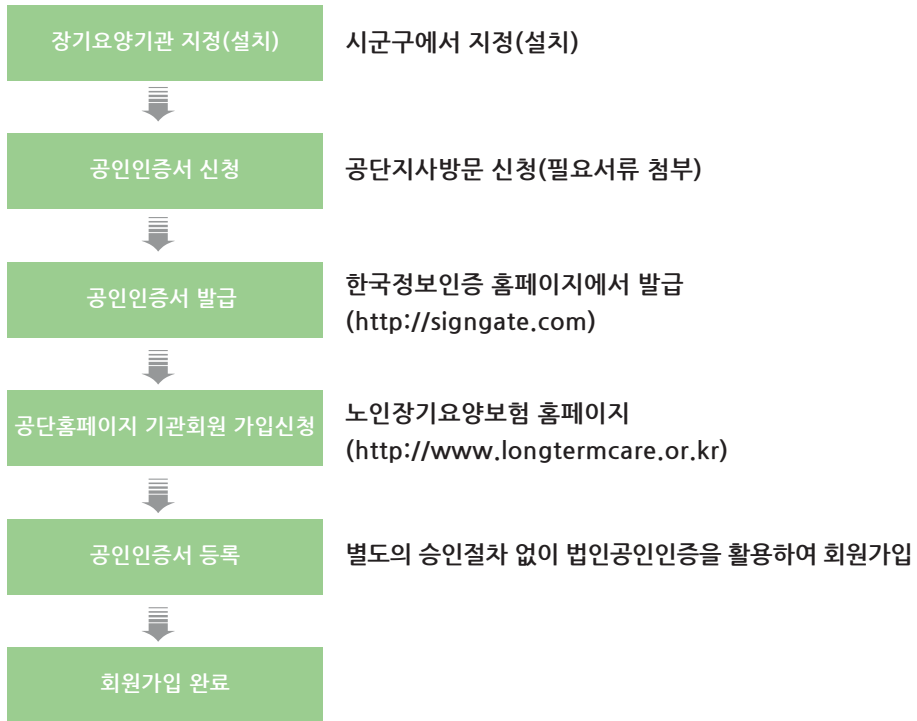 장기요양기관 지정(설치)
시군구에서 지정(설치)
공인인증서 신청
공단지사방문 신청(필요서류 첨부)
공인인증서 발급
한국정보인증 홈페이지에서 발급
(http://signgate.com)
공단홈페이지 기관회원 가입신청
노인장기요양보험 홈페이지
(http://www.longtermcare.or.kr)
공인인증서 등록
별도의 승인절차 없이 법인공인인증을 활용하여 회원가입
회원가입 완료